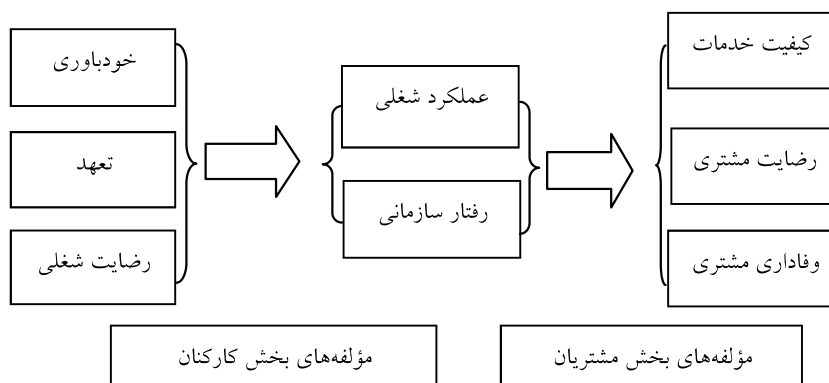 خودباوری
تعهد
رضایت شغلی
عملکرد شغلی
رفتار سازمانی
کیفیت خدمات
رضایت مشتری
وفاداری مشتری
مؤلفه‌های بخش کارکنان
مؤلفه‌های بخش مشتریان